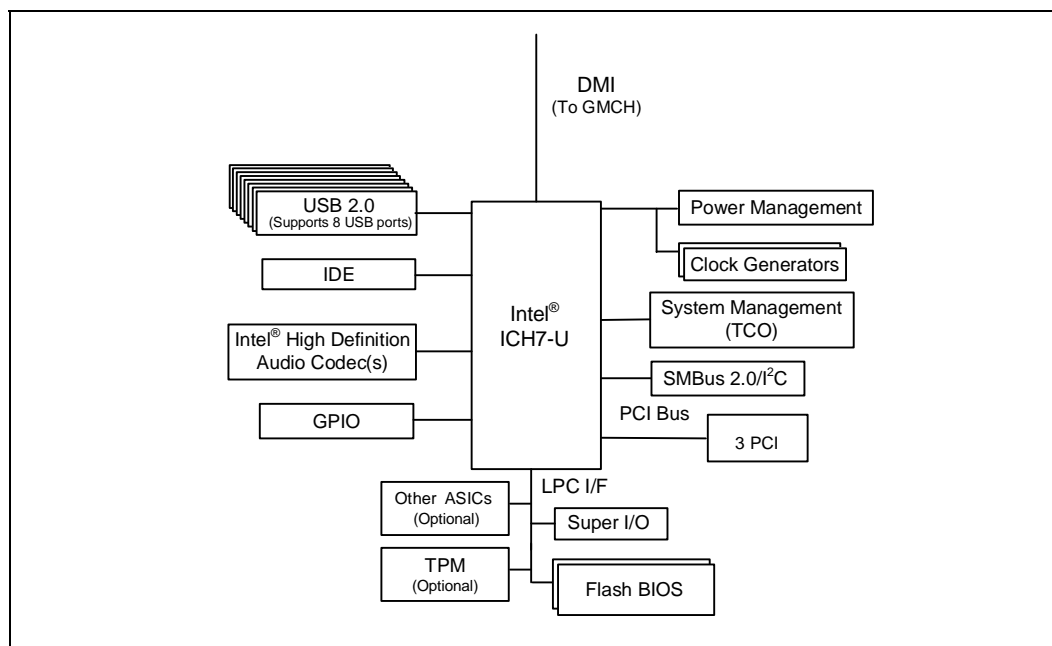 DMI
(To GMCH)
USB 2.0
(Supports 8 USB ports)
IDE
Intel® High Definition
Audio Codec(s)
GPIO
Intel®
ICH7-U
Power Management
Clock Generators
System Management
(TCO)
SMBus 2.0/I²C
PCI Bus
3 PCI
LPC I/F
Other ASICs
(Optional)
Super I/O
TPM
(Optional)
Flash BIOS